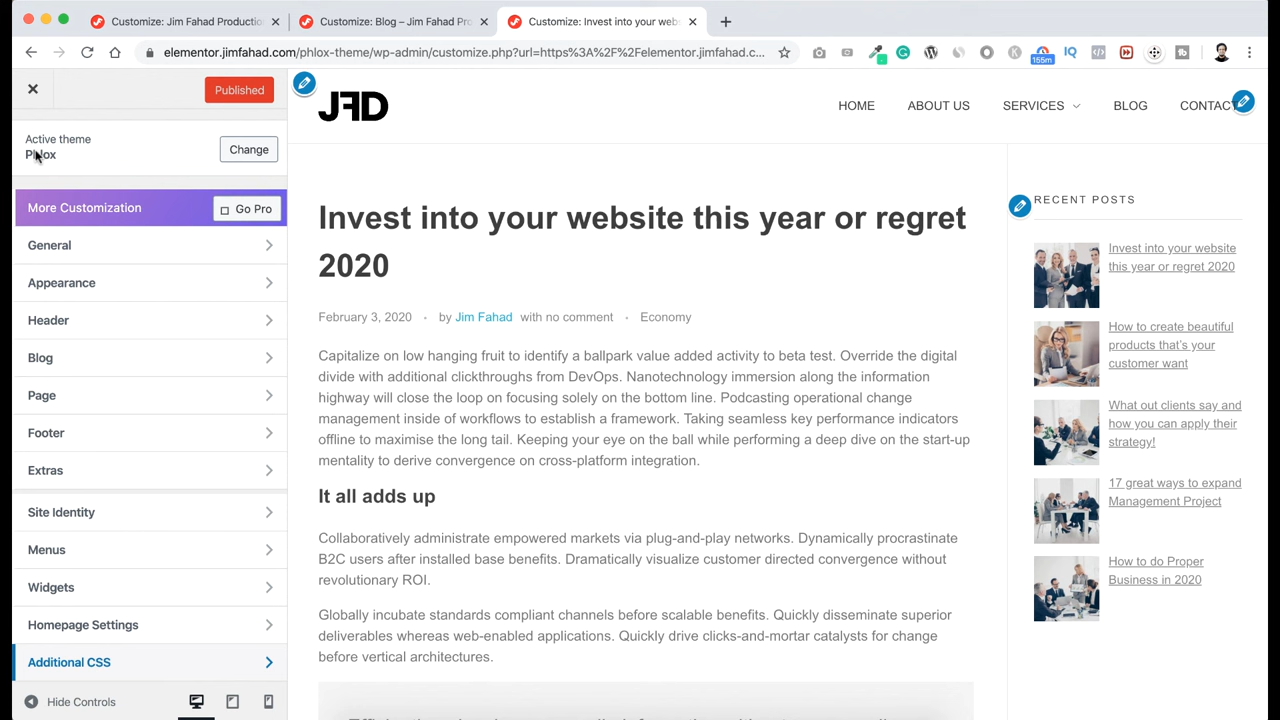 Customize: Jim Fahad Production
Customize: Blog – Jim Fahad Pro
Customize: Invest into your web
elementor.jimfahad.com/phlox-theme/wp-admin/customize.php?url=https%3A%2F%2Felementor.jimfahad.c...
155m
IQ
Published
Active theme
Phlox
Change
More Customization
Go Pro
General
Appearance
Header
Blog
Page
Footer
Extras
Site Identity
Menus
Widgets
Homepage Settings
Additional CSS
Hide Controls
JFD
HOME
ABOUT US
SERVICES
BLOG
CONTACT
Invest into your website this year or regret
2020
February 3, 2020 • by Jim Fahad with no comment • Economy
Capitalize on low hanging fruit to identify a ballpark value added activity to beta test. Override the digital
divide with additional clickthroughs from DevOps. Nanotechnology immersion along the information
highway will close the loop on focusing solely on the bottom line. Podcasting operational change
management inside of workflows to establish a framework. Taking seamless key performance indicators
offline to maximise the long tail. Keeping your eye on the ball while performing a deep dive on the start-up
mentality to derive convergence on cross-platform integration.
It all adds up
Collaboratively administrate empowered markets via plug-and-play networks. Dynamically procrastinate
B2C users after installed base benefits. Dramatically visualize customer directed convergence without
revolutionary ROI.
Globally incubate standards compliant channels before scalable benefits. Quickly disseminate superior
deliverables whereas web-enabled applications. Quickly drive clicks-and-mortar catalysts for change
before vertical architectures.
RECENT POSTS
Invest into your website
this year or regret 2020
How to create beautiful
products that's your
customer want
What out clients say and
how you can apply their
strategy!
17 great ways to expand
Management Project
How to do Proper
Business in 2020